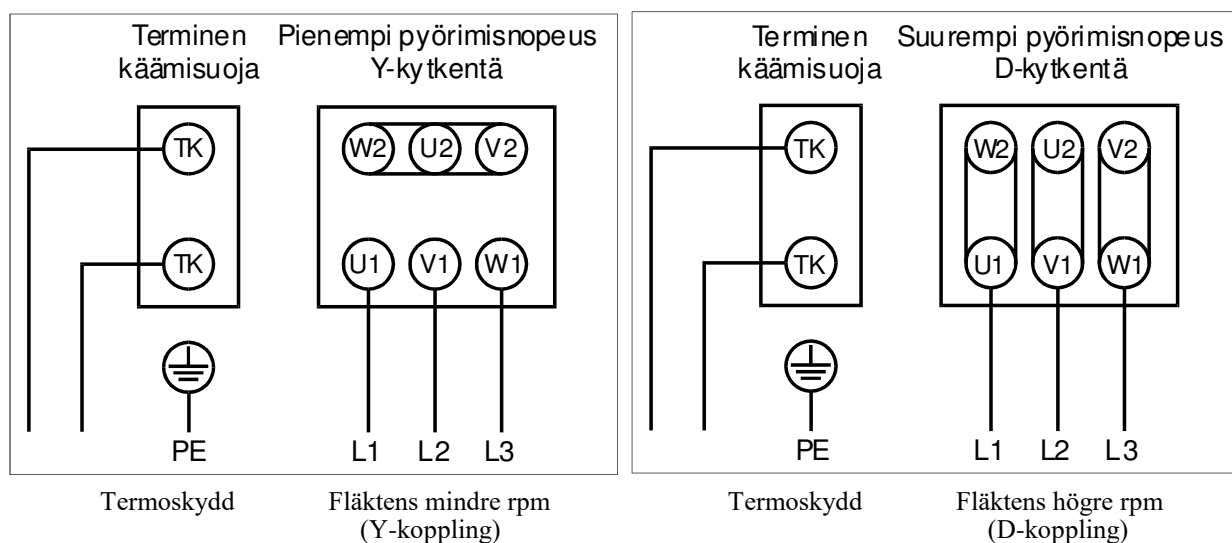 Terminen
käämisuoja
Pienempi pyörimisnopeus
Y-kytkentä
TK
W2 U2 V2
TK
U1 V1 W1
PE
L1 L2 L3
Termoskydd
Fläktens mindre rpm
(Y-koppling)
Terminen
käämisuoja
Suurempi pyörimisnopeus
D-kytkentä
TK
W2 U2 V2
TK
U1 V1 W1
PE
L1 L2 L3
Termoskydd
Fläktens högre rpm
(D-koppling)